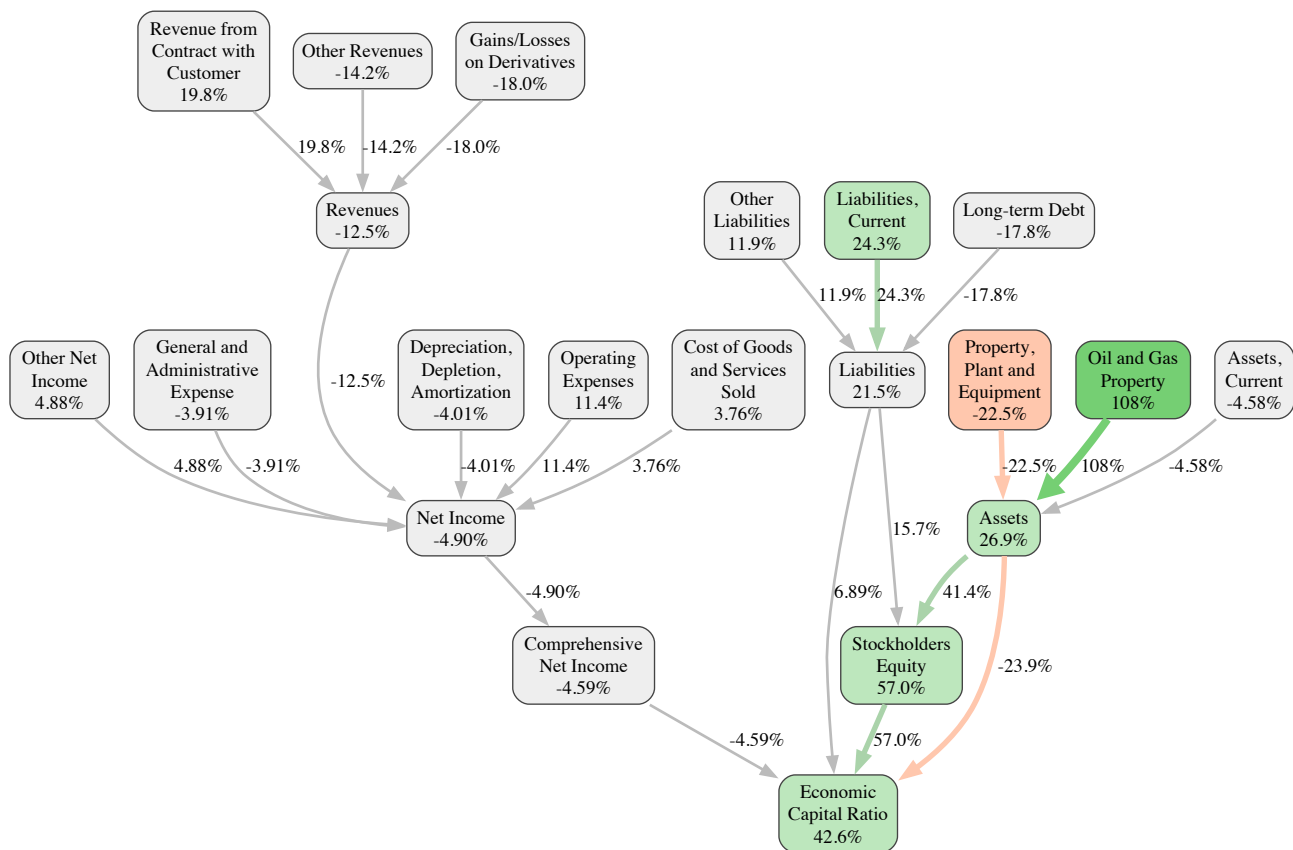 Revenue from
Contract with
Customer
19.8%
Other Revenues
-14.2%
Gains/Losses
on Derivatives
-18.0%
19.8%
-14.2%
-18.0%
Revenues
-12.5%
Other
Liabilities
11.9%
Liabilities,
Current
24.3%
Long-term Debt
-17.8%
11.9%
24.3%
-17.8%
Other Net
Income
4.88%
General and
Administrative
Expense
-3.91%
-12.5%
Depreciation,
Depletion,
Amortization
-4.01%
Operating
Expenses
11.4%
Cost of Goods
and Services
Sold
3.76%
Liabilities
21.5%
Property,
Plant and
Equipment
-22.5%
Oil and Gas
Property
108%
Assets,
Current
-4.58%
4.88%
-3.91%
-4.01%
11.4%
3.76%
-22.5%
108%
-4.58%
Net Income
-4.90%
15.7%
Assets
26.9%
-4.90%
6.89%
41.4%
Comprehensive
Net Income
-4.59%
Stockholders
Equity
57.0%
-23.9%
-4.59%
57.0%
Economic
Capital Ratio
42.6%